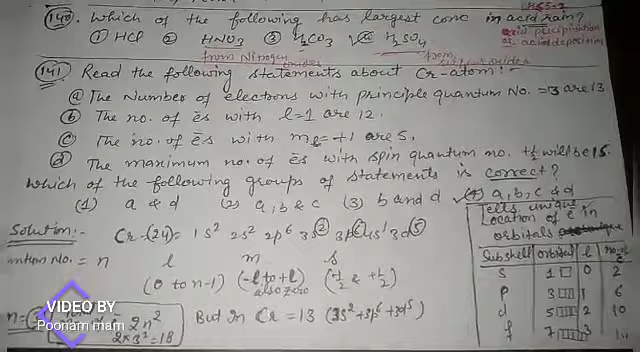 140. Which of the following has largest conc in acid rain?
① HCl ② HNO3 ③ H2CO3 ④ H2SO4
acid precipitation
or acid deposition
from Nitrogen oxides from sulphur oxides
141. Read the following statements about Cr-atom:-
ⓐ The Number of electrons with principle quantum No. = 3 are 13
ⓑ The no. of ēs with l=1 are 12.
ⓒ The no. of ēs with ml=+1 are 5.
ⓓ The maximum no. of ēs with spin quantum no. +½ will be 15.
Which of the following groups of statements is correct?
(1) a & d (2) a, b & c (3) b and d (4) a, b, c & d
Solution:-
Cr-(24)= 1s² 2s² 2p⁶ 3s² 3p⁶ 4s¹ 3d⁵
Quantum No. = n l m s
(0 to n-1) (-l to +l) (-½ & +½)
also zero
2n²
2×3²=18
But in Cr = 13 (3s²+3p⁶+3d⁵)
Tells unique
Location of ē in
orbitals
Subshell orbital l no. of ē
s 1 0 2
p 3 1 6
d 5 2 10
f 7 3 14
VIDEO BY
Poonam mam